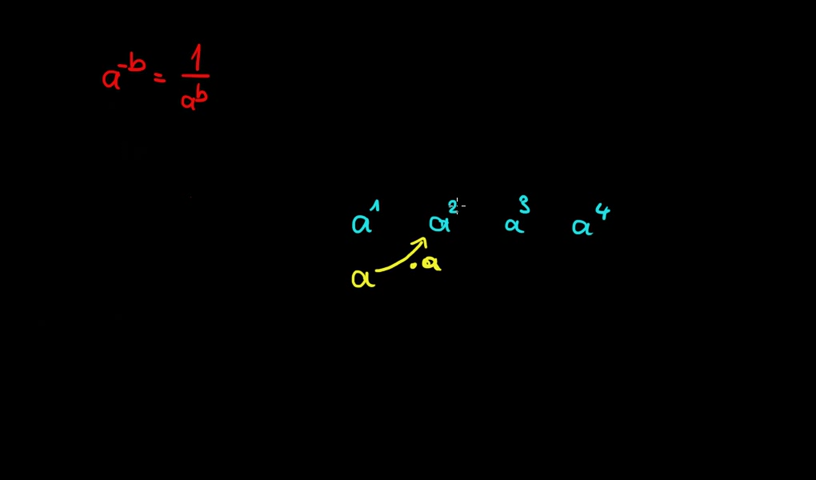 a^-b = 1/a^b
a^1 a^2 a^3 a^4
a · a